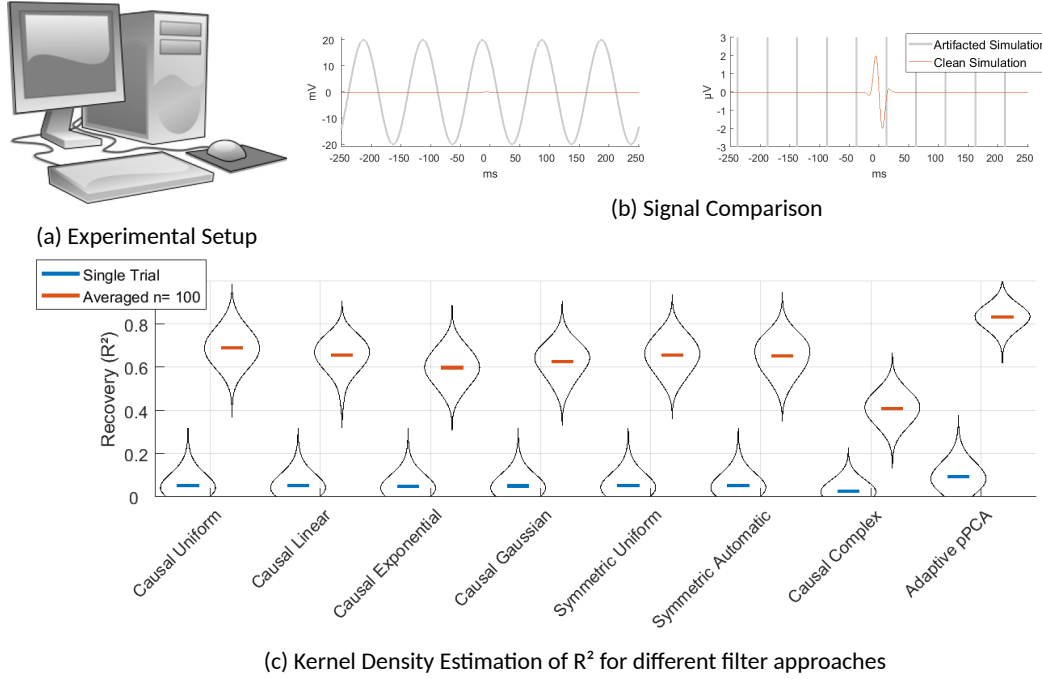 20
10
0
-10
-20
mV
-250 -200 -150 -100 -50 0 50 100 150 200 250
ms
3
2
1
0
-1
-2
-3
µV
-250 -200 -150 -100 -50 0 50 100 150 200 250
ms
Artifacted Simulation
Clean Simulation
(a) Experimental Setup
(b) Signal Comparison
Single Trial
Averaged n= 100
0.8
0.6
0.4
0.2
0
Recovery (R²)
Causal Uniform
Causal Linear
Causal Exponential
Causal Gaussian
Symmetric Uniform
Symmetric Automatic
Causal Complex
Adaptive pPCA
(c) Kernel Density Estimation of R² for different filter approaches